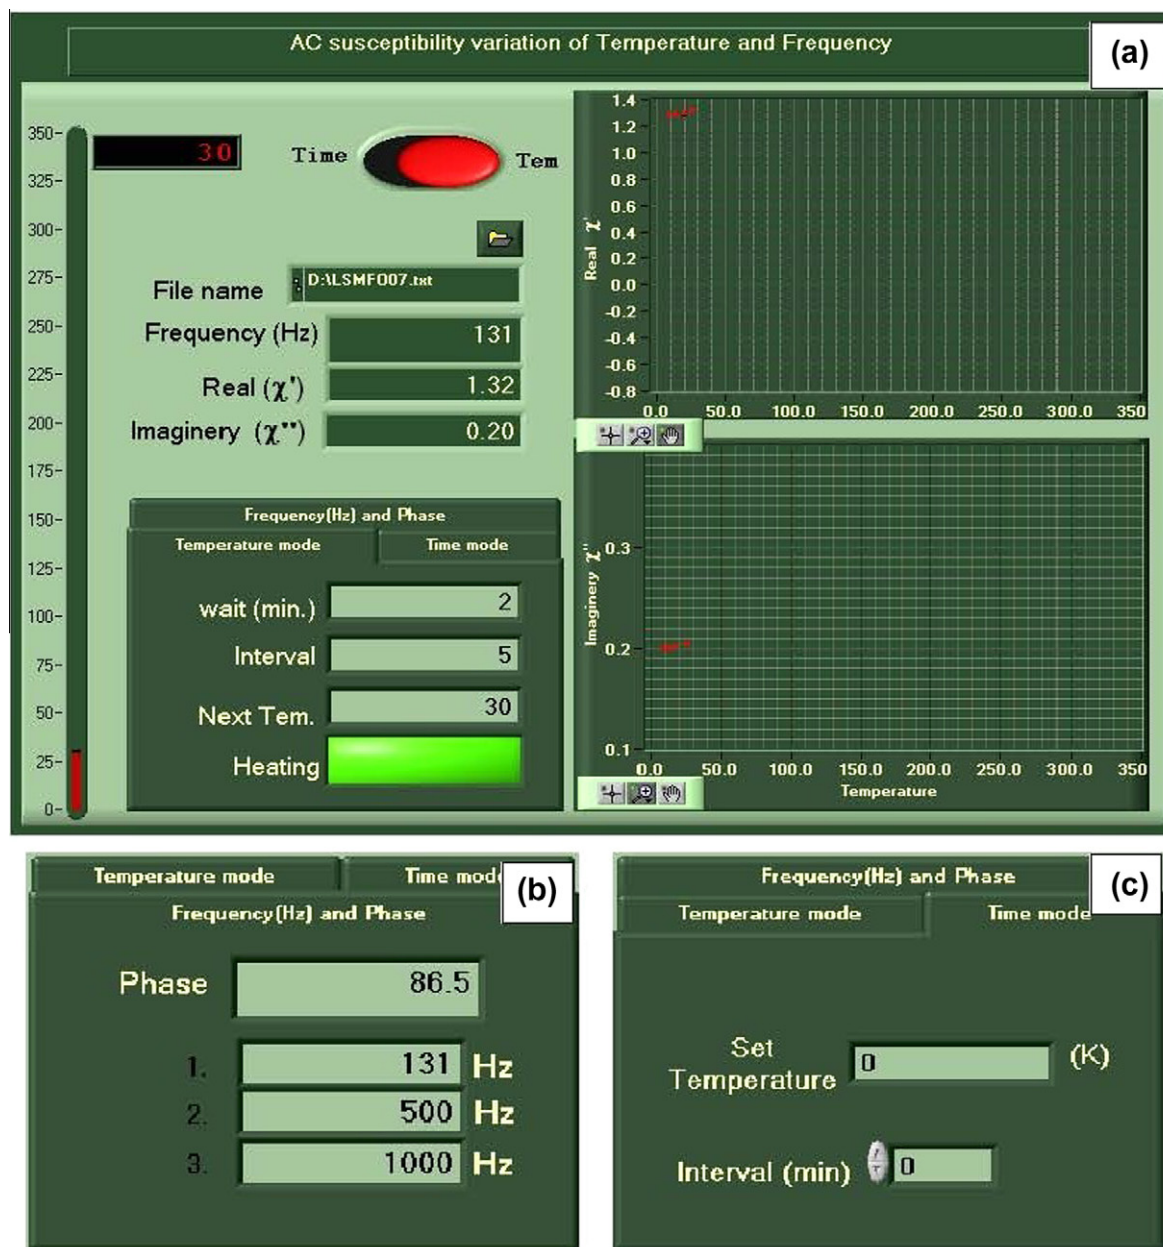 AC susceptibility variation of Temperature and Frequency
(a)
350
325
300
275
250
225
200
175
150
125
100
75
50
25
0
30
Time
Tem
File name
D:\LSMFO07.txt
Frequency (Hz)
131
Real (χ')
1.32
Imaginery (χ'')
0.20
Frequency(Hz) and Phase
Temperature mode
Time mode
wait (min.)
2
Interval
5
Next Tem.
30
Heating
Real χ'
1.4
1.2
1.0
0.8
0.6
0.4
0.2
0.0
-0.2
-0.4
-0.6
-0.8
0.0 50.0 100.0 150.0 200.0 250.0 300.0 350
Imaginery χ''
0.3
0.2
0.1
0.0 50.0 100.0 150.0 200.0 250.0 300.0 350
Temperature
(b)
Temperature mode
Time mod
Frequency(Hz) and Phase
Phase
86.5
1. 131 Hz
2. 500 Hz
3. 1000 Hz
(c)
Frequency(Hz) and Phase
Temperature mode
Time mode
Set
Temperature
0
(K)
Interval (min)
0